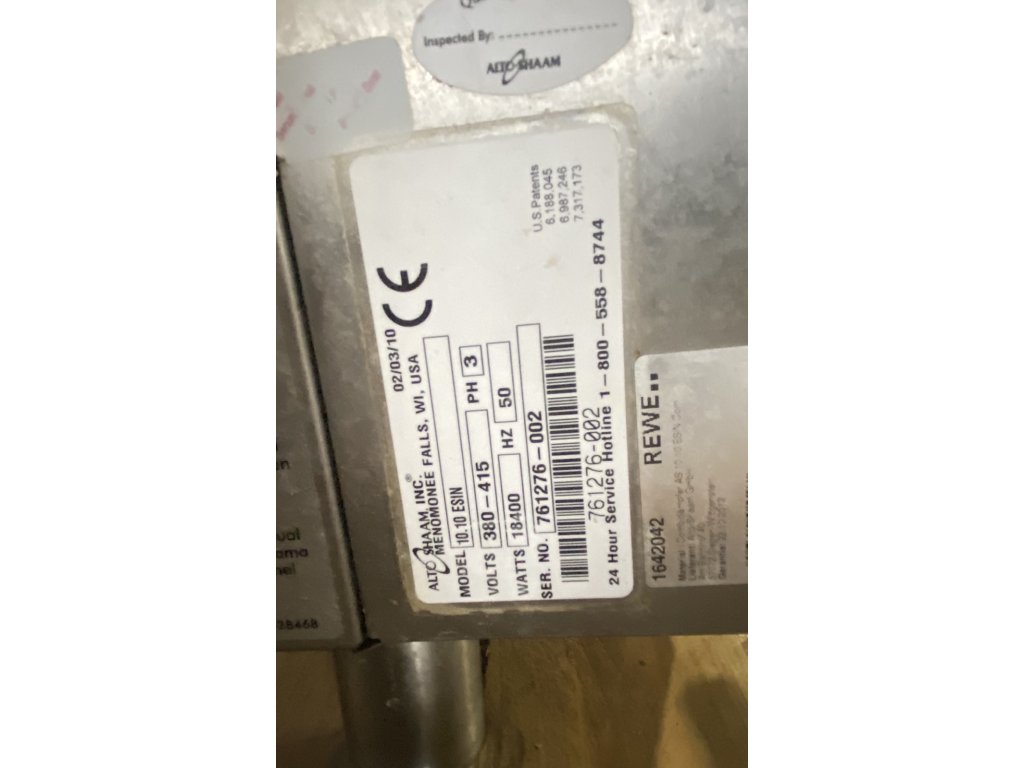 Inspected By:
ALTO SHAAM
02/03/10
CE
U.S. Patents
6,188,045
6,987,246
7,317,173
ALTO SHAAM, INC.®
MENOMONEE FALLS, WI, USA
MODEL 10.10 ESIN
VOLTS 380-415 PH 3
WATTS 18400 HZ 50
SER. NO. 761276-002
761276-002
24 Hour Service Hotline 1-800-558-8744
1642042 REWE..
28468